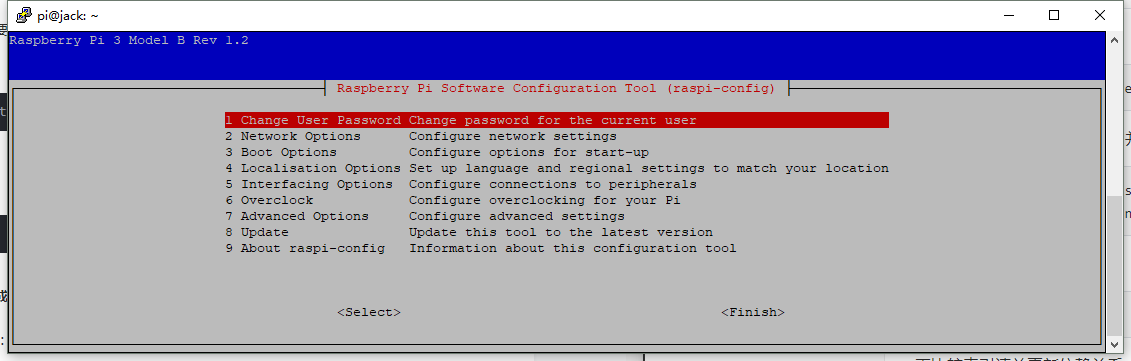 pi@jack: ~
Raspberry Pi 3 Model B Rev 1.2
Raspberry Pi Software Configuration Tool (raspi-config)
1 Change User Password Change password for the current user
2 Network Options Configure network settings
3 Boot Options Configure options for start-up
4 Localisation Options Set up language and regional settings to match your location
5 Interfacing Options Configure connections to peripherals
6 Overclock Configure overclocking for your Pi
7 Advanced Options Configure advanced settings
8 Update Update this tool to the latest version
9 About raspi-config Information about this configuration tool
<Select> <Finish>